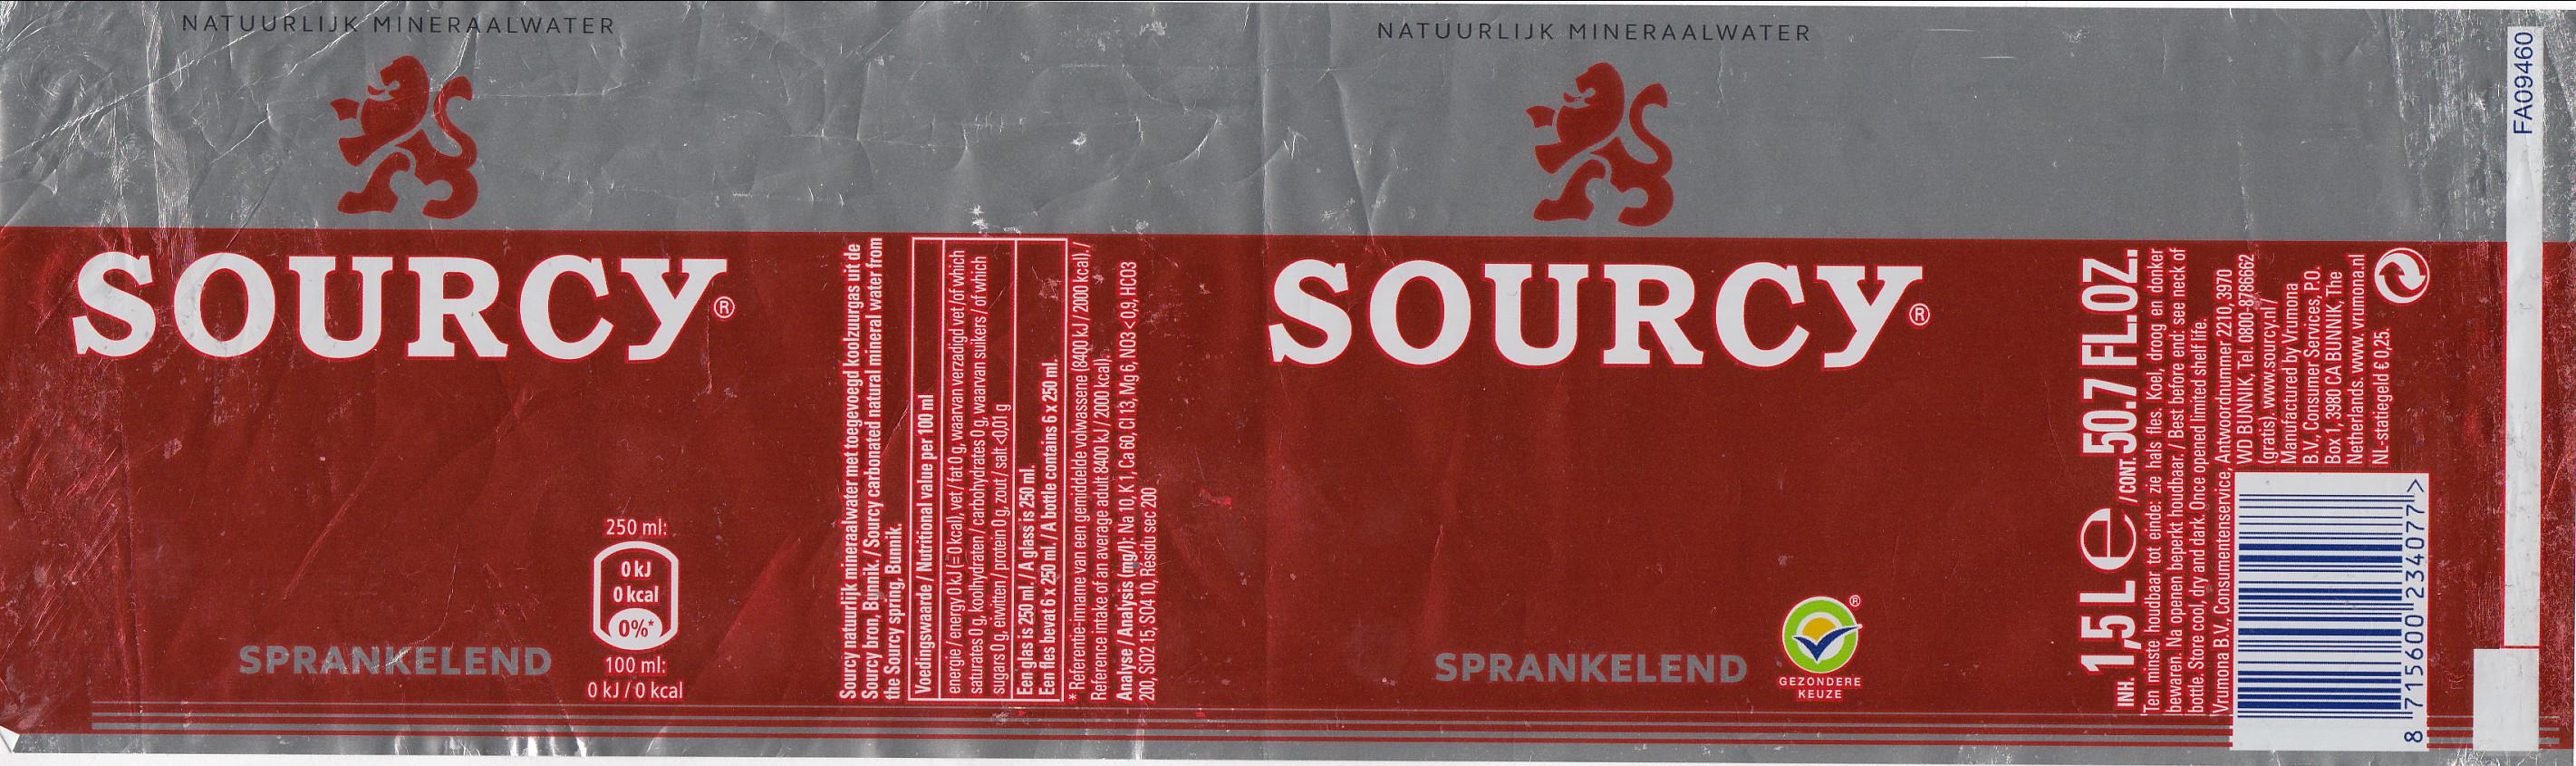 NATUURLIJK MINERAALWATER
SOURCY®
SPRANKELEND
250 ml:
0 kJ
0 kcal
0%*
100 ml:
0 kJ / 0 kcal
Sourcy natuurlijk mineraalwater met toegevoegd koolzuurgas uit de
Sourcy bron, Bunnik. / Sourcy carbonated natural mineral water from
the Sourcy spring, Bunnik.
Voedingswaarde / Nutritional value per 100 ml
energie / energy 0 kJ (= 0 kcal), vet / fat 0 g, waarvan verzadigd vet / of which
saturates 0 g, koolhydraten / carbohydrates 0 g, waarvan suikers / of which
sugars 0 g, eiwitten / protein 0 g, zout / salt <0,01 g
Een glas is 250 ml. / A glass is 250 ml.
Een fles bevat 6 x 250 ml. / A bottle contains 6 x 250 ml.
* Referentie-inname van een gemiddelde volwassene (8400 kJ / 2000 kcal). /
Reference intake of an average adult 8400 kJ / 2000 kcal).
Analyse / Analysis (mg/l): Na 10, K 1, Ca 60, Cl 13, Mg 6, NO3 < 0,9, HCO3
200, SiO2 15, SO4 10, Residu sec 200
NATUURLIJK MINERAALWATER
SOURCY®
SPRANKELEND
®
GEZONDERE
KEUZE
INH. 1,5 L e / CONT. 50.7 FL.OZ.
Ten minste houdbaar tot einde: zie hals fles. Koel, droog en donker
bewaren. Na openen beperkt houdbaar. / Best before end: see neck of
bottle. Store cool, dry and dark. Once opened limited shelf life.
Vrumona B.V., Consumentenservice, Antwoordnummer 2210, 3970
WD BUNNIK, Tel. 0800-8786662
(gratis). www.sourcy.nl /
Manufactured by Vrumona
B.V., Consumer Services, P.O.
Box 1, 3980 CA BUNNIK, The
Netherlands. www.vrumona.nl
NL-statiegeld € 0,25.
8 715600 234077 >
FA09460